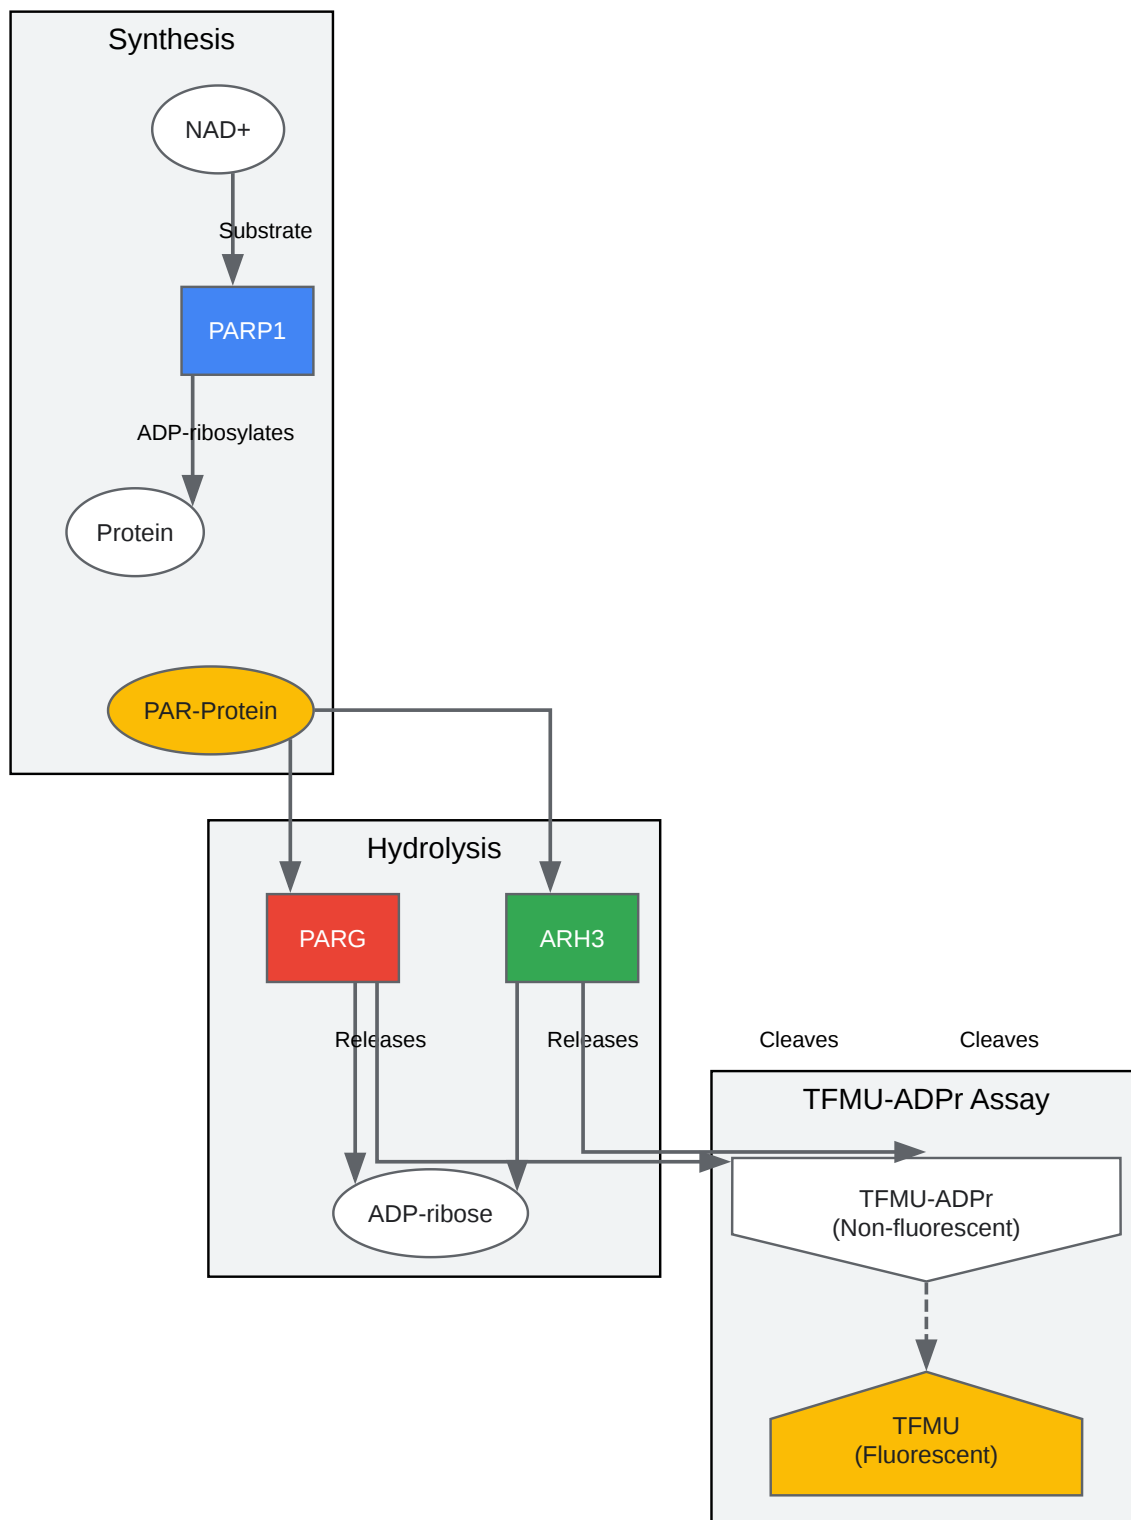 Synthesis
NAD+
Substrate
PARP1
ADP-ribosylates
Protein
PAR-Protein
Hydrolysis
PARG
ARH3
Releases
Releases
Cleaves
Cleaves
TFMU-ADPr Assay
ADP-ribose
TFMU-ADPr
(Non-fluorescent)
TFMU
(Fluorescent)